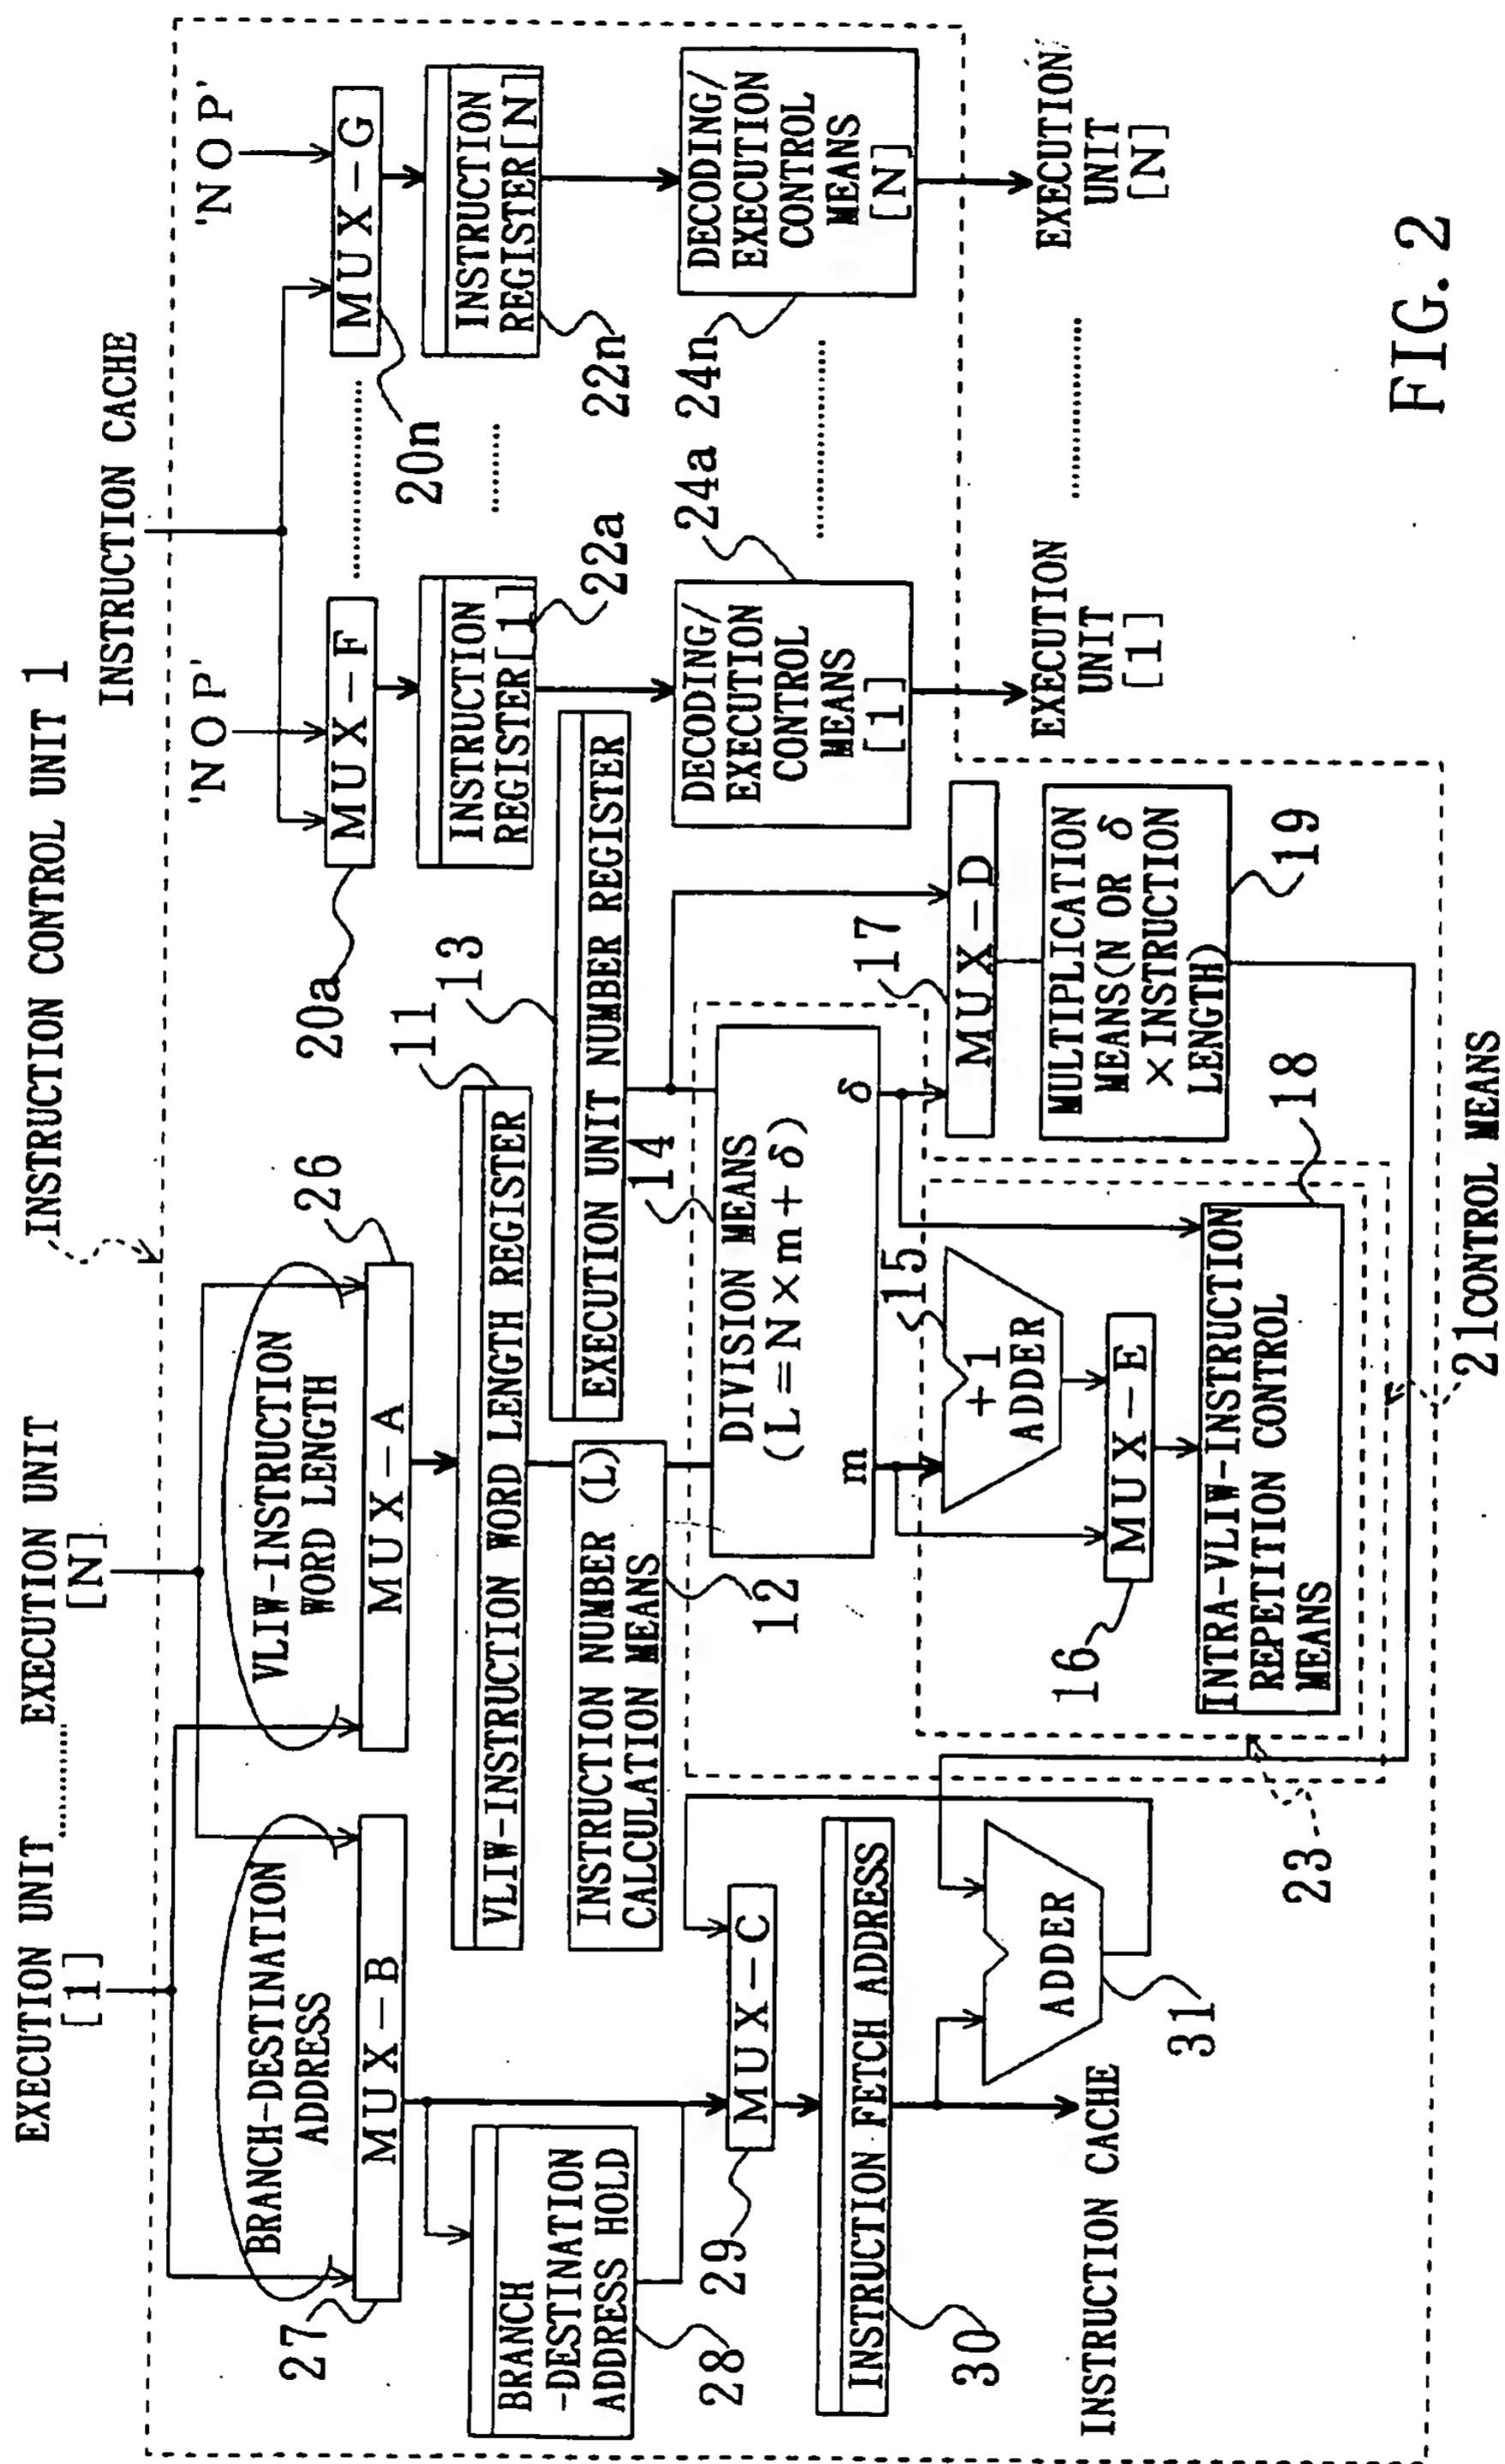 INSTRUCTION CONTROL UNIT 1
EXECUTION UNIT
[1]
EXECUTION UNIT
[N]
INSTRUCTION CACHE
BRANCH-DESTINATION
ADDRESS
MUX-B
27
VLIW-INSTRUCTION
WORD LENGTH
MUX-A
26
'NOP'
MUX-F
20a
'NOP'
MUX-G
20n
BRANCH
-DESTINATION
ADDRESS HOLD
28
VLIW-INSTRUCTION WORD LENGTH REGISTER
11
INSTRUCTION
REGISTER[1]
22a
INSTRUCTION
REGISTER[N]
22n
INSTRUCTION NUMBER (L)
CALCULATION MEANS
12
EXECUTION UNIT NUMBER REGISTER
13
MUX-C
29
DIVISION MEANS
(L=N×m+δ)
m
δ
14
DECODING/
EXECUTION
CONTROL
MEANS
[1]
24a
DECODING/
EXECUTION
CONTROL
MEANS
[N]
24n
INSTRUCTION FETCH ADDRESS
30
+1
ADDER
15
MUX-D
17
EXECUTION
UNIT
[1]
EXECUTION
UNIT
[N]
ADDER
31
MUX-E
16
MULTIPLICATION
MEANS(N OR δ
×INSTRUCTION
LENGTH)
19
INSTRUCTION CACHE
INTRA-VLIW-INSTRUCTION
REPETITION CONTROL
MEANS
18
23
21CONTROL MEANS
FIG. 2